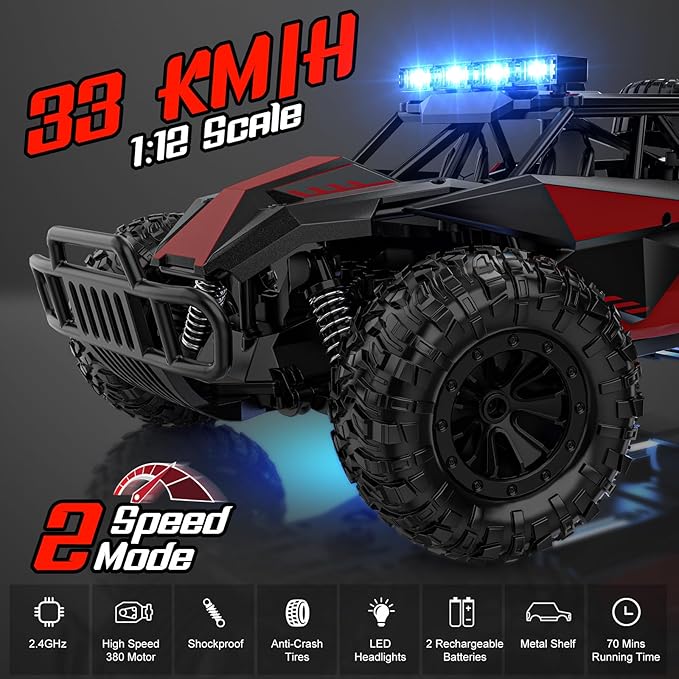 33 KM/H
1:12 Scale
2 Speed
Mode
2.4GHz
High Speed
380 Motor
Shockproof
Anti-Crash
Tires
LED
Headlights
2 Rechargeable
Batteries
Metal Shelf
70 Mins
Running Time